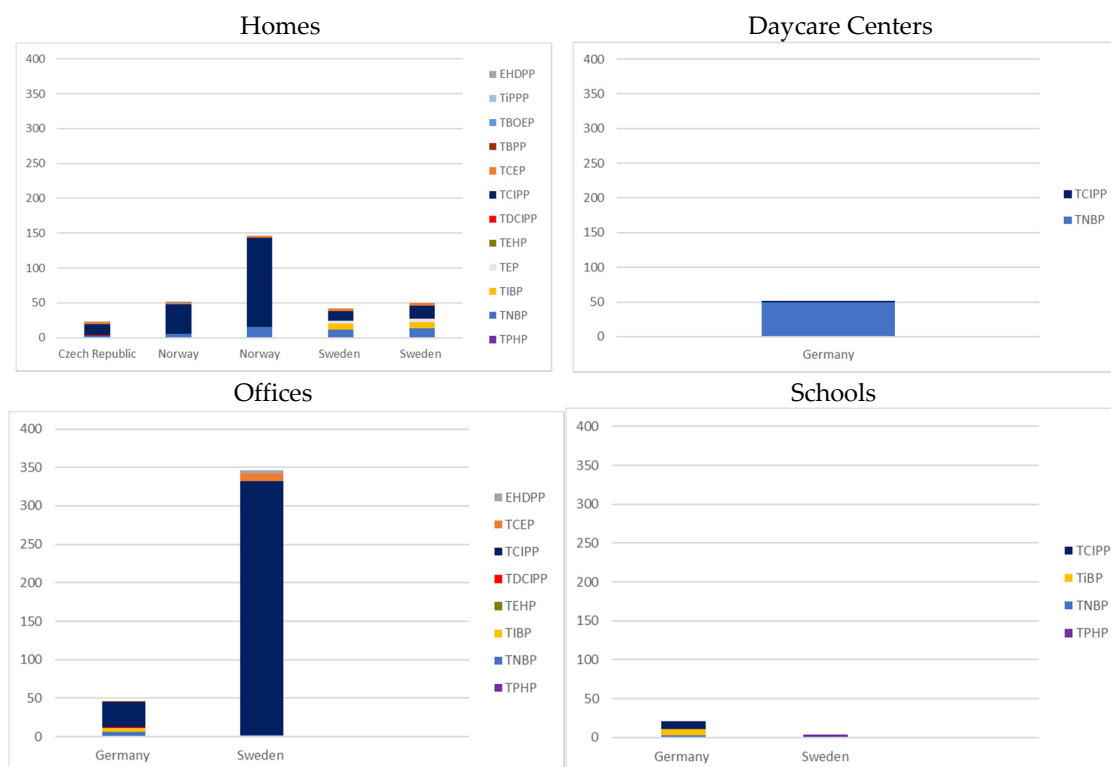 Homes
400
350
300
250
200
150
100
50
0
Czech Republic Norway Norway Sweden Sweden
EHDPP
TiPPP
TBOEP
TBPP
TCEP
TCIPP
TDCIPP
TEHP
TEP
TIBP
TNBP
TPHP
Daycare Centers
400
350
300
250
200
150
100
50
0
Germany
TCIPP
TNBP
Offices
400
350
300
250
200
150
100
50
0
Germany Sweden
EHDPP
TCEP
TCIPP
TDCIPP
TEHP
TIBP
TNBP
TPHP
Schools
400
350
300
250
200
150
100
50
0
Germany Sweden
TCIPP
TiBP
TNBP
TPHP